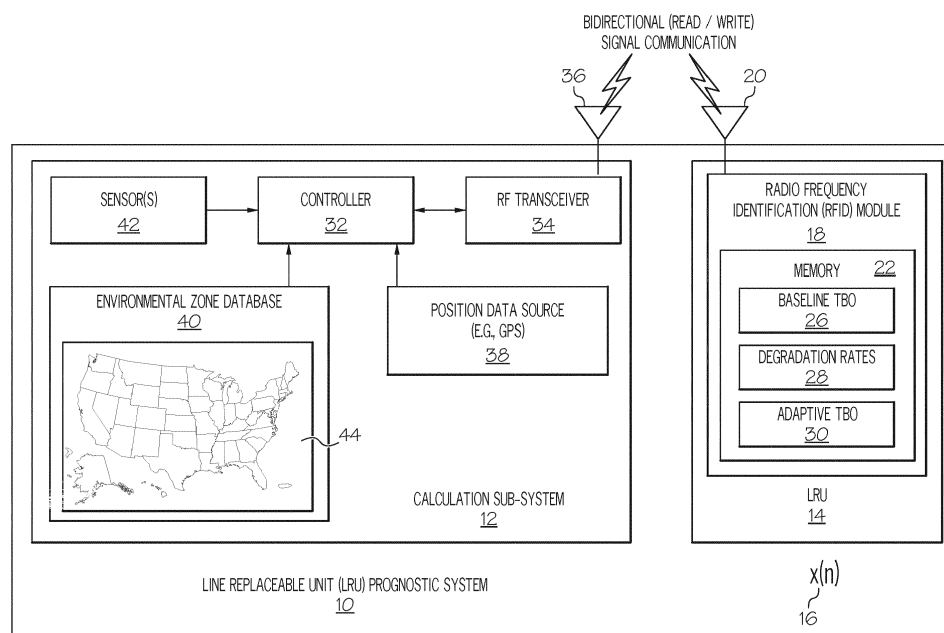 BIDIRECTIONAL (READ / WRITE)
SIGNAL COMMUNICATION
36
20
SENSOR(S)
42
CONTROLLER
32
RF TRANSCEIVER
34
RADIO FREQUENCY
IDENTIFICATION (RFID) MODULE
18
MEMORY 22
BASELINE TBO
26
DEGRADATION RATES
28
ADAPTIVE TBO
30
ENVIRONMENTAL ZONE DATABASE
40
POSITION DATA SOURCE
(E.G., GPS)
38
44
CALCULATION SUB-SYSTEM
12
LRU
14
LINE REPLACEABLE UNIT (LRU) PROGNOSTIC SYSTEM
10
x(n)
16